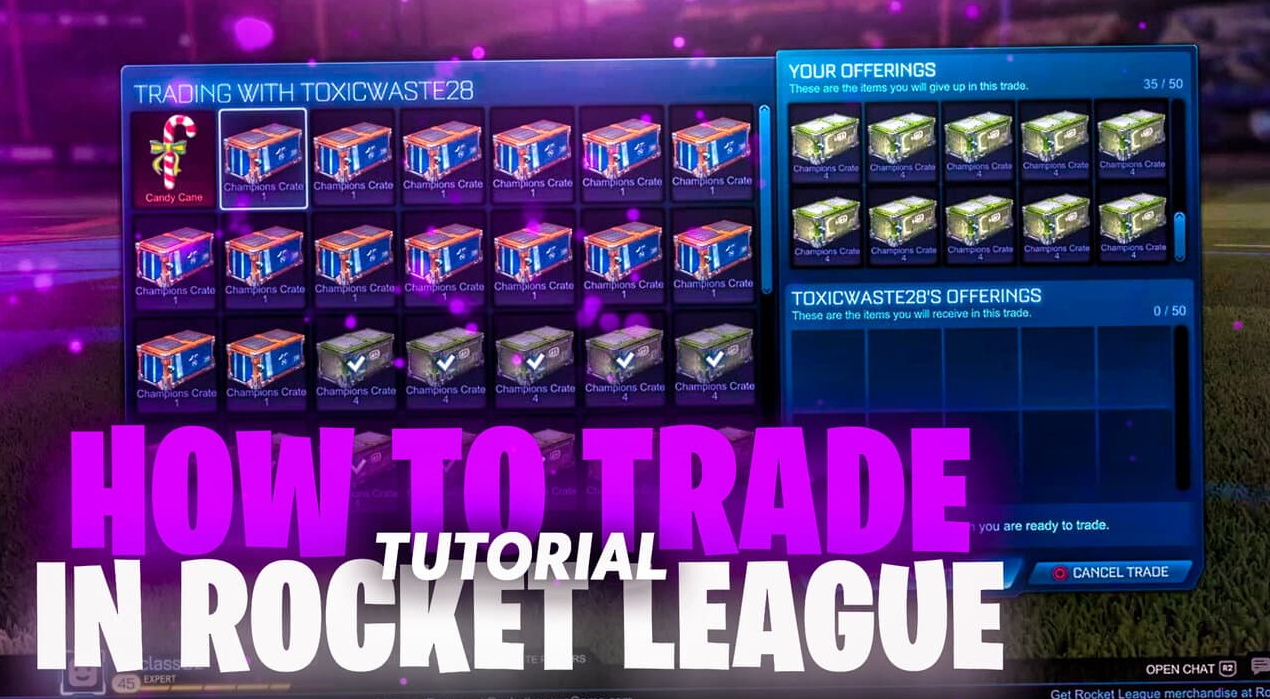 TRADING WITH TOXICWASTE28
Candy Cane
Champions Crate
1
Champions Crate
1
Champions Crate
1
Champions Crate
1
Champions Crate
1
Champions Crate
1
Champions Crate
1
Champions Crate
1
Champions Crate
1
Champions Crate
1
Champions Crate
1
Champions Crate
1
Champions Crate
1
Champions Crate
1
Champions Crate
1
Champions Crate
4
Champions Crate
4
Champions Crate
4
Champions Crate
4
Champions Crate
4
YOUR OFFERINGS
These are the items you will give up in this trade.
35 / 50
Champions Crate
4
Champions Crate
4
Champions Crate
4
Champions Crate
4
Champions Crate
4
Champions Crate
4
Champions Crate
4
Champions Crate
4
Champions Crate
4
Champions Crate
4
TOXICWASTE28'S OFFERINGS
These are the items you will receive in this trade.
0 / 50
you are ready to trade.
CANCEL TRADE
HOW TO TRADE
TUTORIAL
IN ROCKET LEAGUE
45
EXPERT
OPEN CHAT R2
Get Rocket League merchandise at